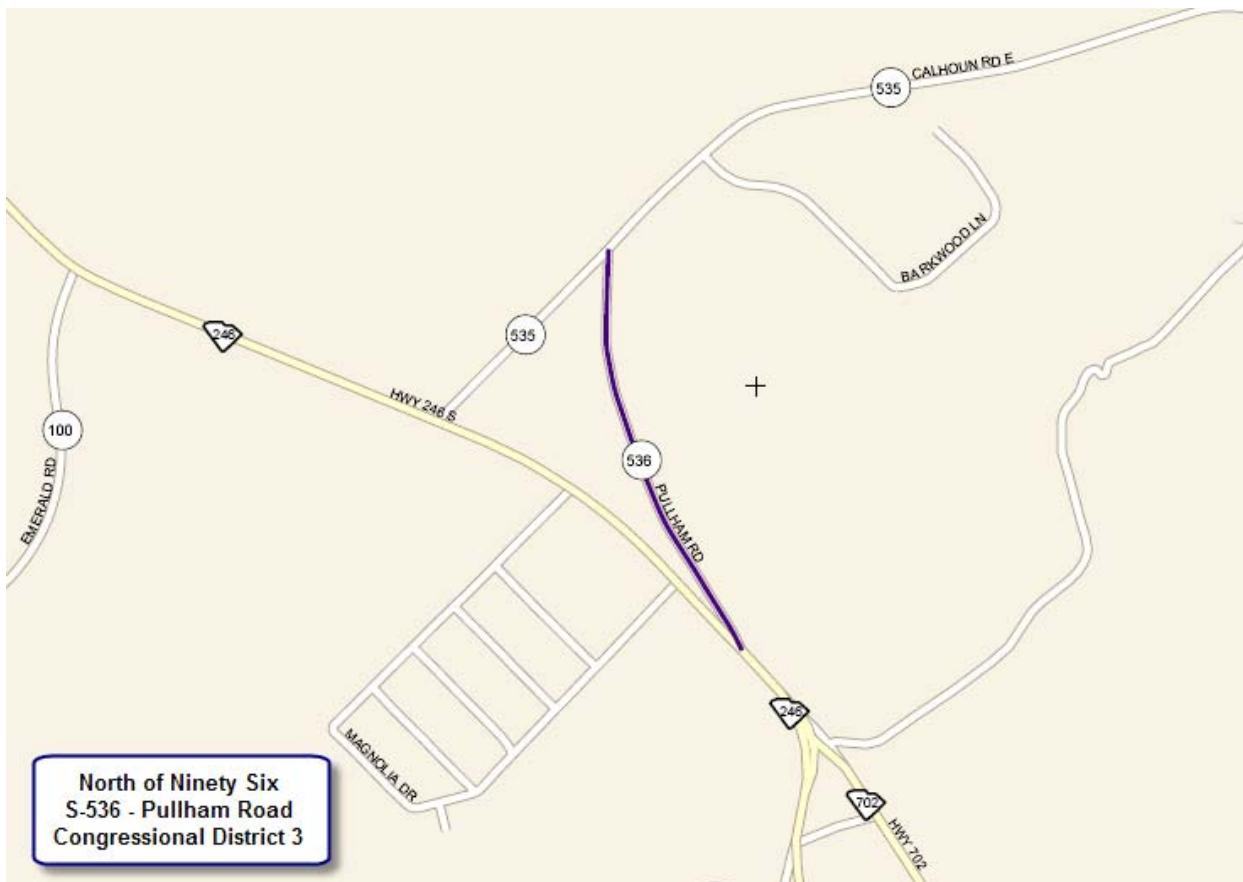 CALHOUN RD E
535
BARKWOOD LN
246
535
HWY 246 S
100
EMERALD RD
536
PULLHAM RD
246
MAGNOLIA DR
702
HWY 702
North of Ninety Six
S-536 - Pullham Road
Congressional District 3